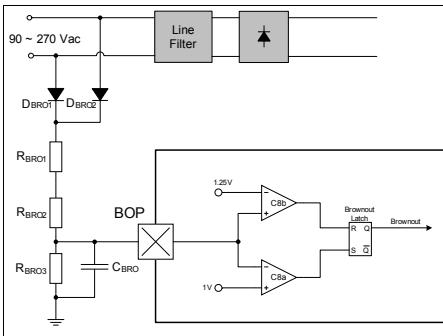 90 ~ 270 Vac
Line
Filter
DBRO1
DBRO2
RBRO1
RBRO2
BOP
RBRO3
CBRO
1.25V
C8b
-
+
Brownout
Latch
Brownout
R Q
S Q
-
+
C8a
1V